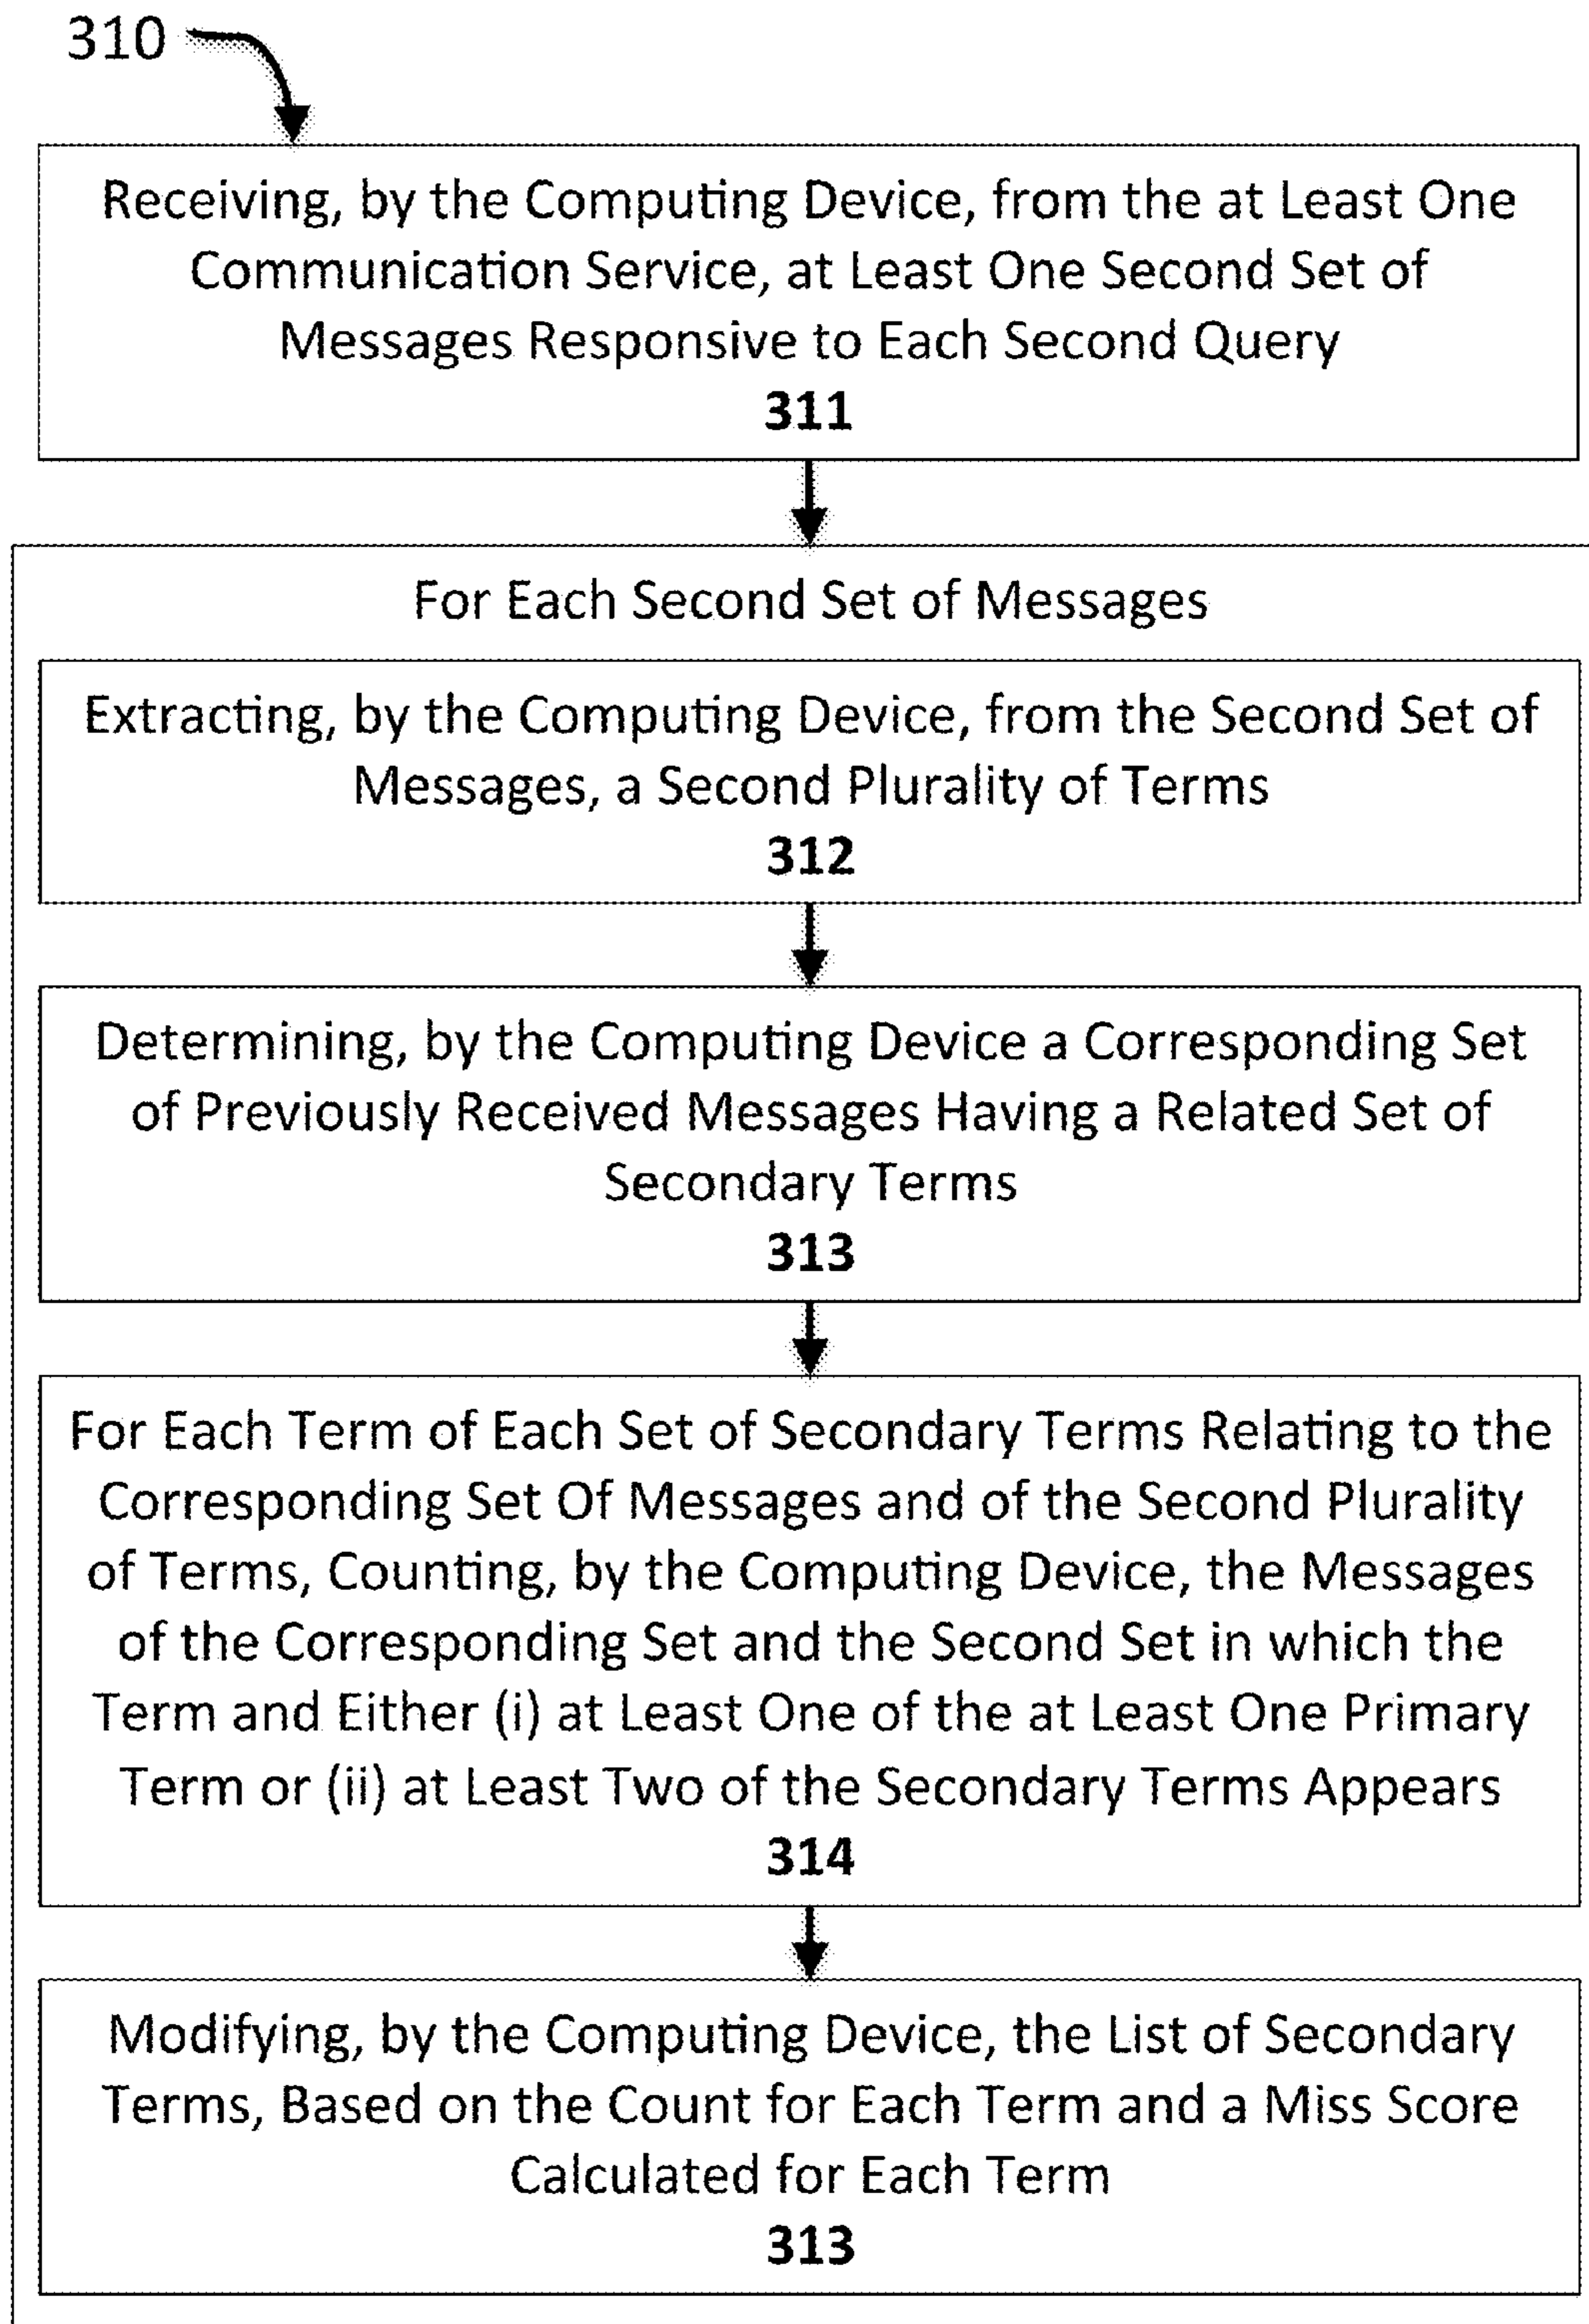 310
Receiving, by the Computing Device, from the at Least One
Communication Service, at Least One Second Set of
Messages Responsive to Each Second Query
311
For Each Second Set of Messages
Extracting, by the Computing Device, from the Second Set of
Messages, a Second Plurality of Terms
312
Determining, by the Computing Device a Corresponding Set
of Previously Received Messages Having a Related Set of
Secondary Terms
313
For Each Term of Each Set of Secondary Terms Relating to the
Corresponding Set Of Messages and of the Second Plurality
of Terms, Counting, by the Computing Device, the Messages
of the Corresponding Set and the Second Set in which the
Term and Either (i) at Least One of the at Least One Primary
Term or (ii) at Least Two of the Secondary Terms Appears
314
Modifying, by the Computing Device, the List of Secondary
Terms, Based on the Count for Each Term and a Miss Score
Calculated for Each Term
313